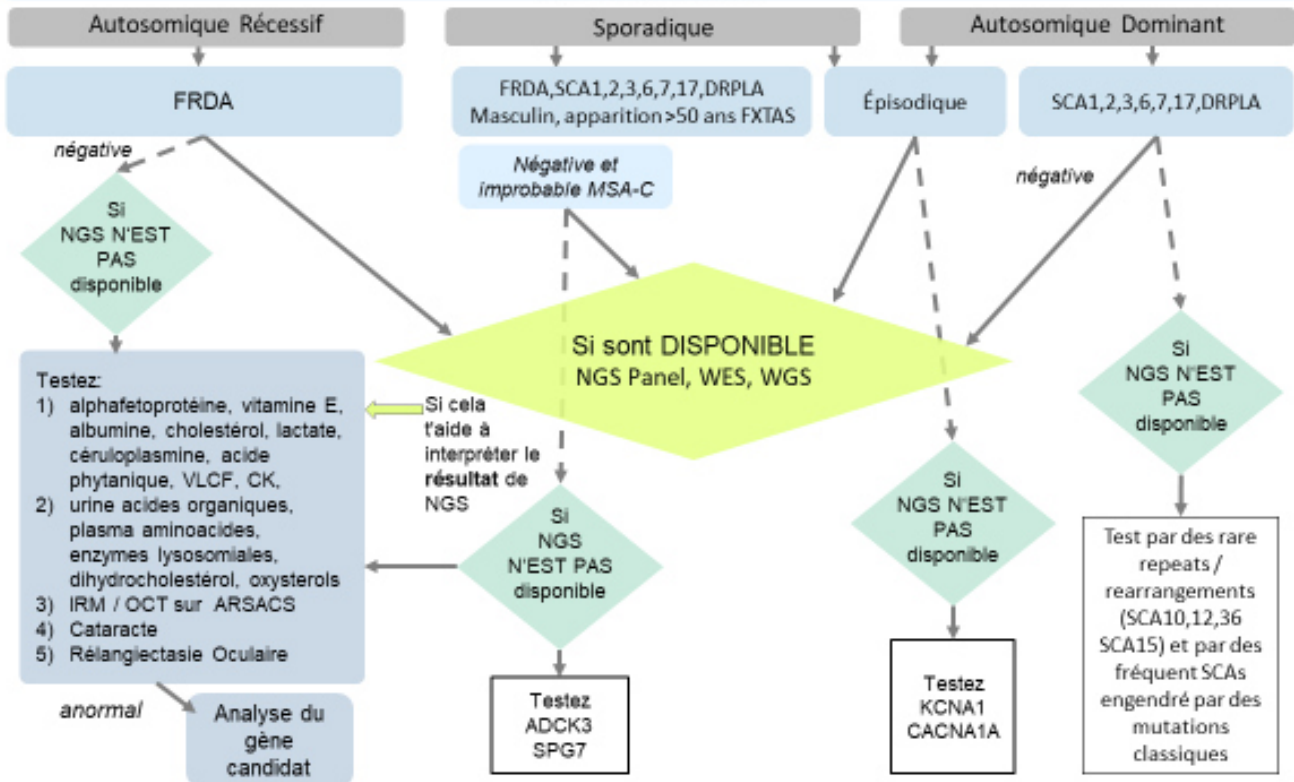 Autosomique Récessif
Sporadique
Autosomique Dominant
FRDA
FRDA,SCA1,2,3,6,7,17,DRPLA
Masculin, apparition >50 ans FXTAS
Épisodique
SCA1,2,3,6,7,17,DRPLA
négative
Négative et
improbable MSA-C
négative
Si
NGS N'EST
PAS
disponible
Si sont DISPONIBLE
NGS Panel, WES, WGS
Si
NGS N'EST
PAS
disponible
Testez:
1) alphafetoprotéine, vitamine E,
albumine, cholestérol, lactate,
céruloplasmine, acide
phytanique, VLCF, CK,
2) urine acides organiques,
plasma aminoacides,
enzymes lysosomiales,
dihydrocholestérol, oxysterols
3) IRM / OCT sur ARSACS
4) Cataracte
5) Rélangiectasie Oculaire
Si cela
t'aide à
interpréter le
résultat de
NGS
Si
NGS
N'EST PAS
disponible
Si
NGS N'EST
PAS
disponible
Test par des rare
repeats /
rearrangements
(SCA10,12,36
SCA15) et par des
fréquent SCAs
engendré par des
mutations
classiques
anormal
Analyse du
gène
candidat
Testez
ADCK3
SPG7
Testez
KCNA1
CACNA1A